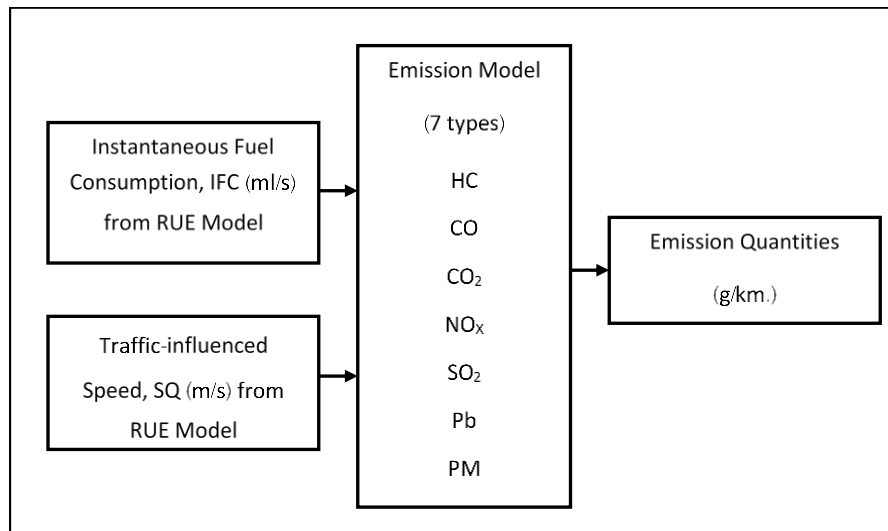 Instantaneous Fuel
Consumption, IFC (ml/s)
from RUE Model
Traffic-influenced
Speed, SQ (m/s) from
RUE Model
Emission Model
(7 types)
HC
CO
CO₂
NOₓ
SO₂
Pb
PM
Emission Quantities
(g/km.)